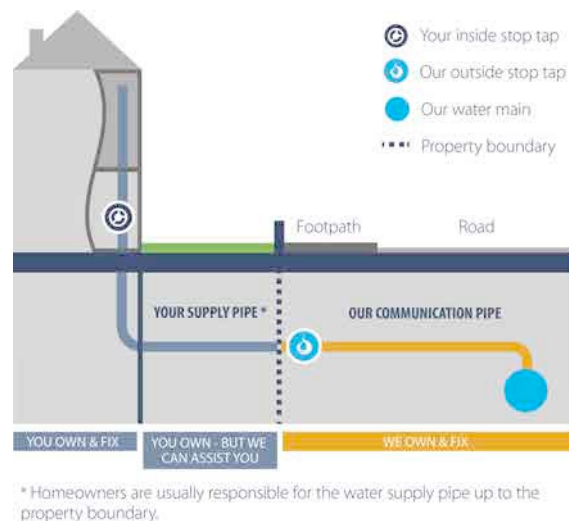 Your inside stop tap
Our outside stop tap
Our water main
Property boundary
Footpath
Road
YOUR SUPPLY PIPE *
OUR COMMUNICATION PIPE
YOU OWN & FIX
YOU OWN - BUT WE
CAN ASSIST YOU
WE OWN & FIX
* Homeowners are usually responsible for the water supply pipe up to the
property boundary.